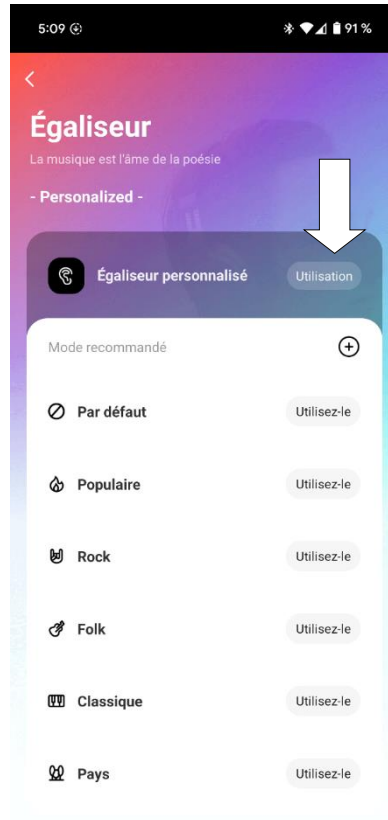 5:09 91 %
Égaliseur
La musique est l'âme de la poésie
- Personalized -
Égaliseur personnalisé Utilisation
Mode recommandé
Par défaut Utilisez-le
Populaire Utilisez-le
Rock Utilisez-le
Folk Utilisez-le
Classique Utilisez-le
Pays Utilisez-le